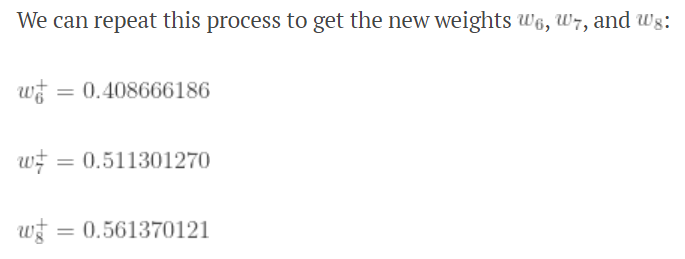 We can repeat this process to get the new weights w₆, w₇, and w₈:
w₆⁺ = 0.408666186
w₇⁺ = 0.511301270
w₈⁺ = 0.561370121